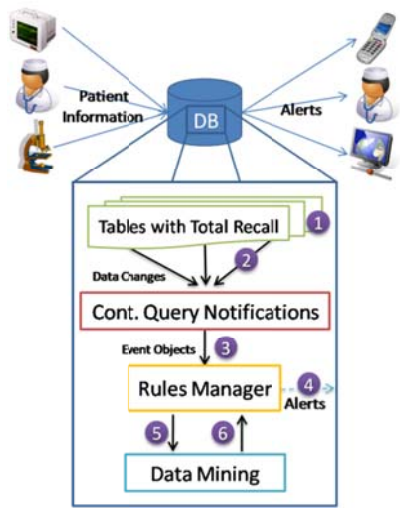 Patient
Information
DB
Alerts
Tables with Total Recall
1
2
Data Changes
Cont. Query Notifications
Event Objects
3
Rules Manager
4
Alerts
5
6
Data Mining